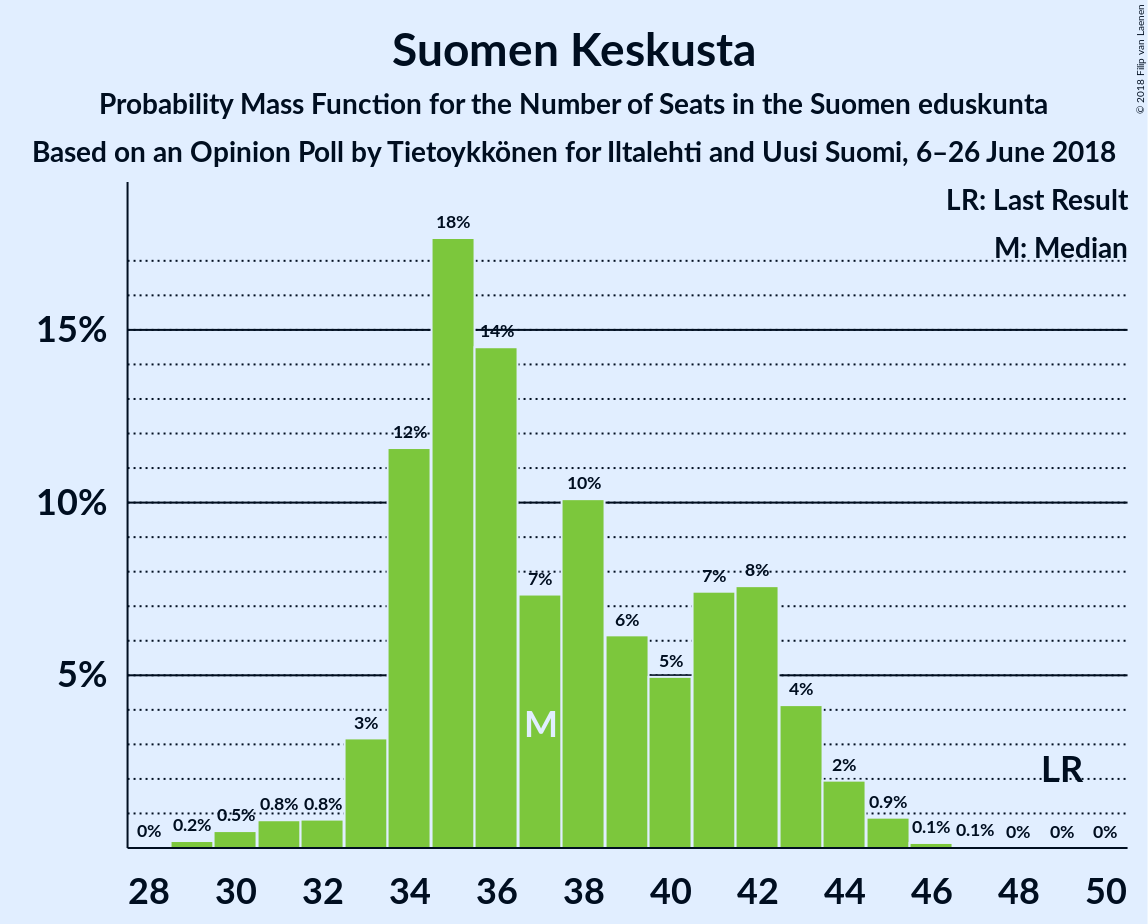 Suomen Keskusta
Probability Mass Function for the Number of Seats in the Suomen eduskunta
Based on an Opinion Poll by Tietoykkönen for Iltalehti and Uusi Suomi, 6–26 June 2018
© 2018 Filip van Laenen
LR: Last Result
M: Median
15%
10%
5%
0% 0.2% 0.5% 0.8% 0.8% 3% 12% 18% 14% 7% 10% 6% 5% 7% 8% 4% 2% 0.9% 0.1% 0.1% 0% 0% 0%
M
LR
28 30 32 34 36 38 40 42 44 46 48 50